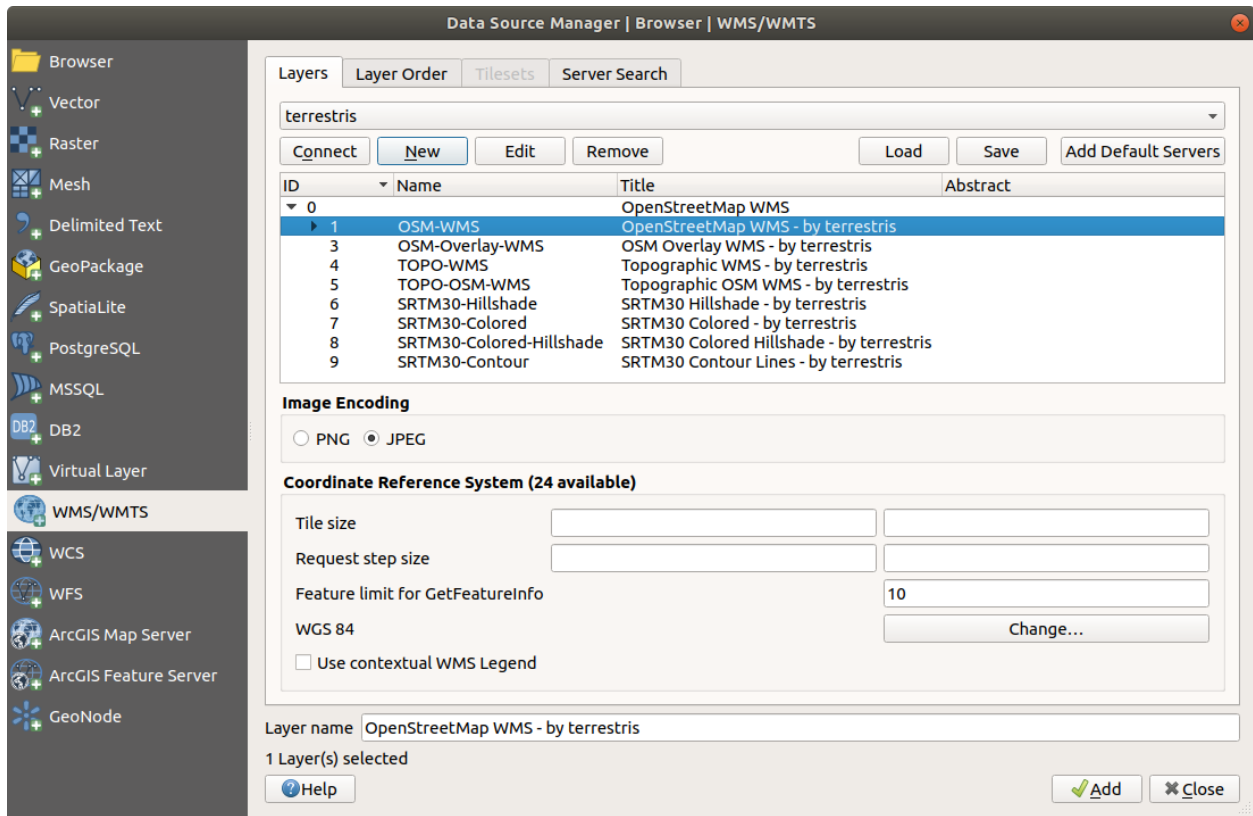 Data Source Manager | Browser | WMS/WMTS
Browser
Vector
Raster
Mesh
Delimited Text
GeoPackage
SpatiaLite
PostgreSQL
MSSQL
DB2 DB2
Virtual Layer
WMS/WMTS
WCS
WFS
ArcGIS Map Server
ArcGIS Feature Server
GeoNode
Layers Layer Order Tilesets Server Search
terrestris
Connect New Edit Remove Load Save Add Default Servers
ID Name Title Abstract
0 OpenStreetMap WMS
1 OSM-WMS OpenStreetMap WMS - by terrestris
3 OSM-Overlay-WMS OSM Overlay WMS - by terrestris
4 TOPO-WMS Topographic WMS - by terrestris
5 TOPO-OSM-WMS Topographic OSM WMS - by terrestris
6 SRTM30-Hillshade SRTM30 Hillshade - by terrestris
7 SRTM30-Colored SRTM30 Colored - by terrestris
8 SRTM30-Colored-Hillshade SRTM30 Colored Hillshade - by terrestris
9 SRTM30-Contour SRTM30 Contour Lines - by terrestris
Image Encoding
PNG JPEG
Coordinate Reference System (24 available)
Tile size
Request step size
Feature limit for GetFeatureInfo 10
WGS 84 Change...
Use contextual WMS Legend
Layer name OpenStreetMap WMS - by terrestris
1 Layer(s) selected
Help Add Close